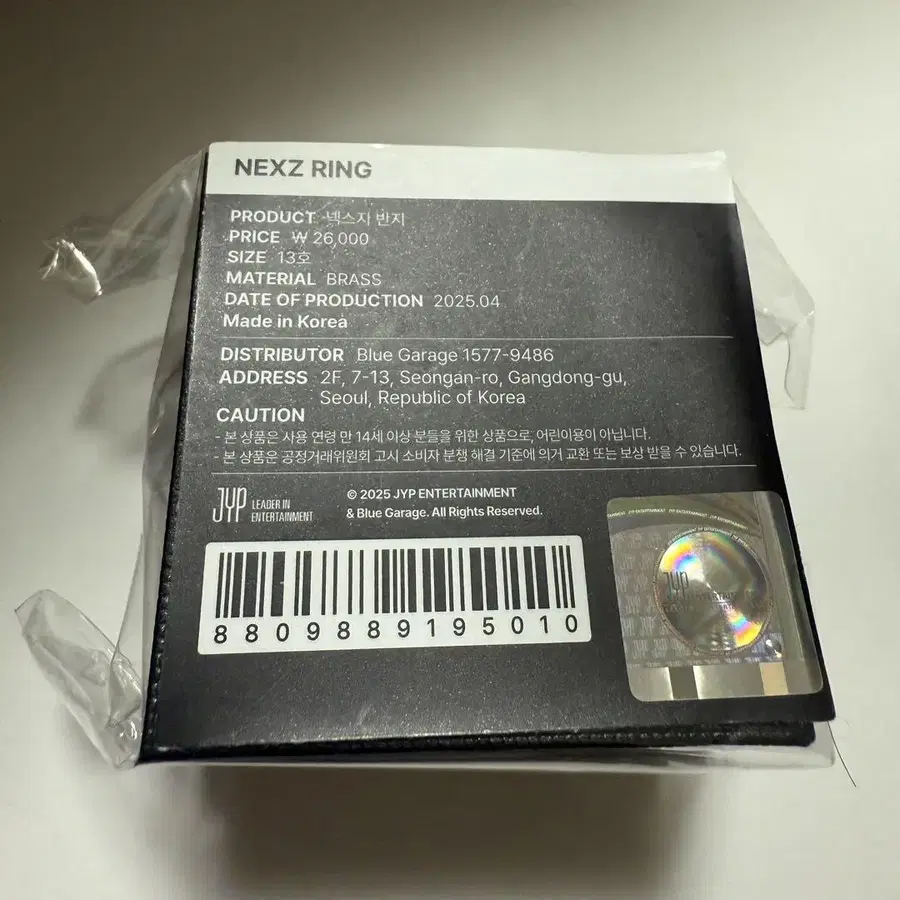 NEXZ RING
PRODUCT 넥스지 반지
PRICE ₩ 26,000
SIZE 13호
MATERIAL BRASS
DATE OF PRODUCTION 2025.04
Made in Korea
DISTRIBUTOR Blue Garage 1577-9486
ADDRESS 2F, 7-13, Seongan-ro, Gangdong-gu,
Seoul, Republic of Korea
CAUTION
- 본 상품은 사용 연령 만 14세 이상 분들을 위한 상품으로, 어린이용이 아닙니다.
- 본 상품은 공정거래위원회 고시 소비자 분쟁 해결 기준에 의거 교환 또는 보상 받을 수 있습니다.
JYP LEADER IN
ENTERTAINMENT
© 2025 JYP ENTERTAINMENT
& Blue Garage. All Rights Reserved.
8809889195010
JYP